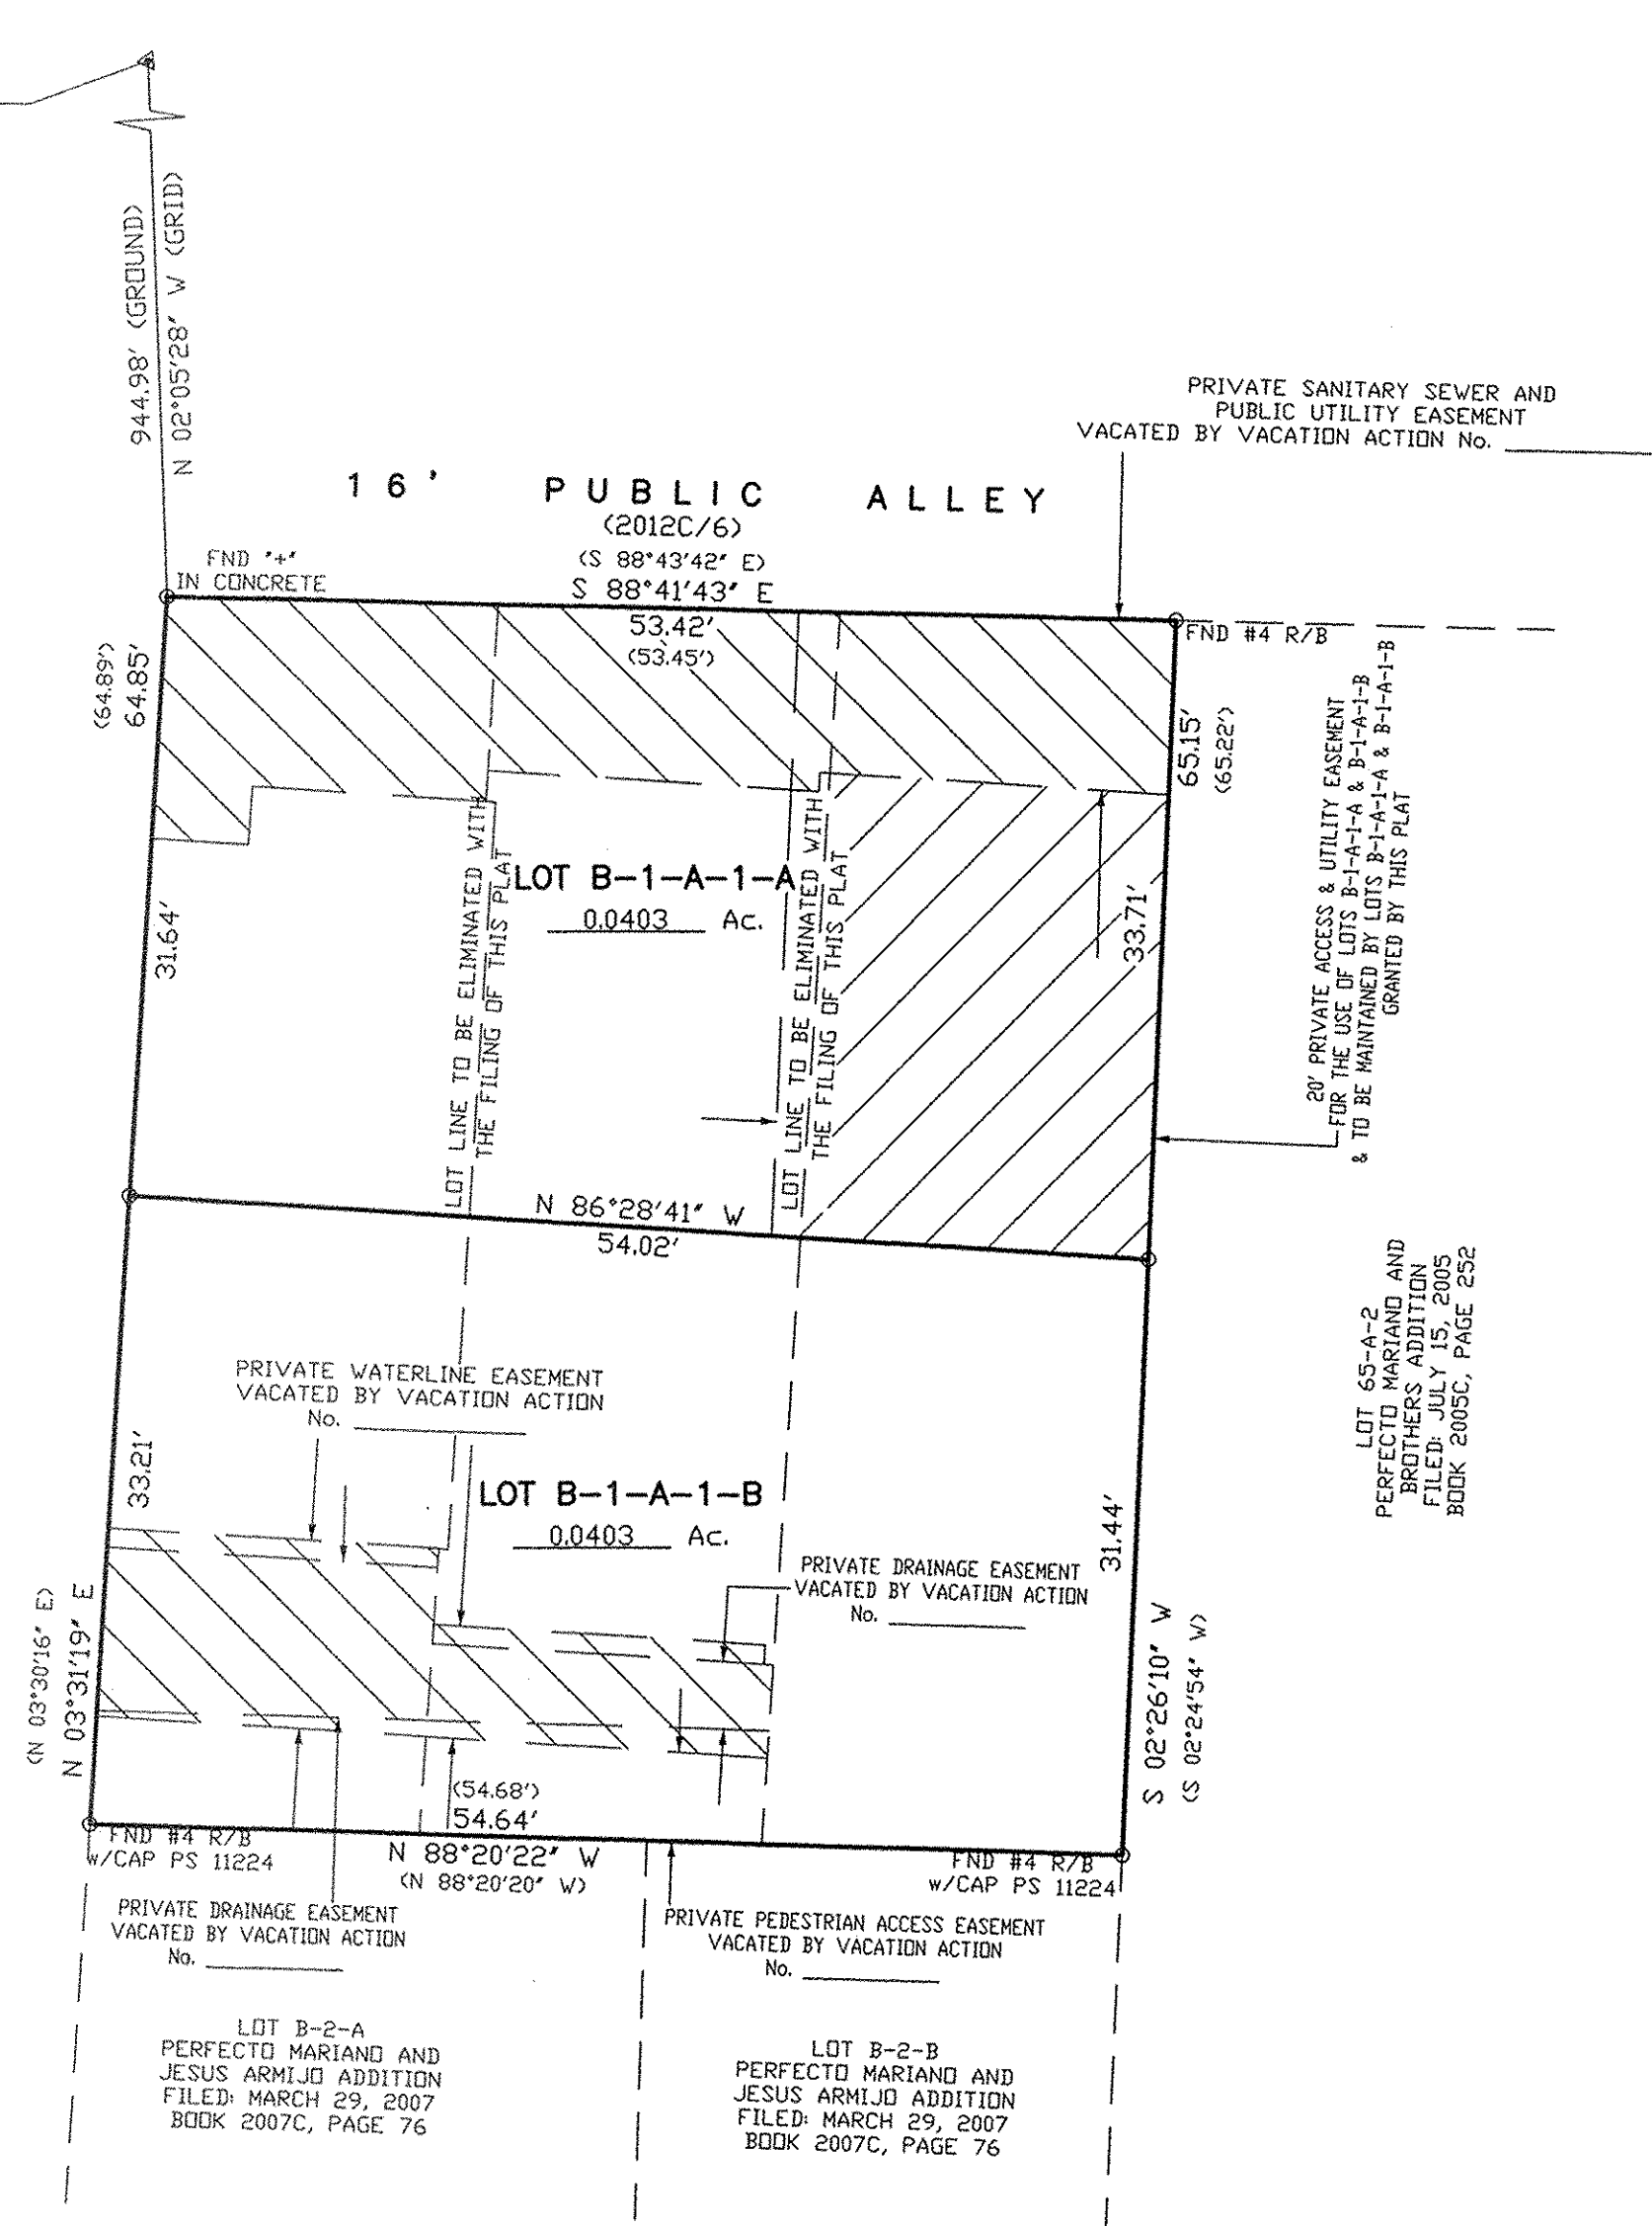 944.98' (GROUND)
N 02°05'28" W (GRID)
PRIVATE SANITARY SEWER AND
PUBLIC UTILITY EASEMENT
VACATED BY VACATION ACTION No.
16' PUBLIC ALLEY
(2012C/6)
(S 88°43'42" E)
S 88°41'43" E
53.42'
(53.45')
FND "+"
IN CONCRETE
FND #4 R/B
(64.89')
64.85'
65.15'
(65.22')
20' PRIVATE ACCESS & UTILITY EASEMENT
FOR THE USE OF LOTS B-1-A-1-A & B-1-A-1-B
& TO BE MAINTAINED BY LOTS B-1-A-1-A & B-1-A-1-B
GRANTED BY THIS PLAT
LOT LINE TO BE ELIMINATED WITH
THE FILING OF THIS PLAT
LOT B-1-A-1-A
0.0403 Ac.
LOT LINE TO BE ELIMINATED WITH
THE FILING OF THIS PLAT
31.64'
33.71'
N 86°28'41" W
54.02'
LOT 65-A-2
PERFECTO MARIANO AND
BROTHERS ADDITION
FILED: JULY 15, 2005
BOOK 2005C, PAGE 252
PRIVATE WATERLINE EASEMENT
VACATED BY VACATION ACTION
No.
33.21'
LOT B-1-A-1-B
0.0403 Ac.
31.44'
PRIVATE DRAINAGE EASEMENT
VACATED BY VACATION ACTION
No.
(N 03°30'16" E)
N 03°31'19" E
S 02°26'10" W
(S 02°24'54" W)
(54.68')
54.64'
N 88°20'22" W
(N 88°20'20" W)
FND #4 R/B
w/CAP PS 11224
FND #4 R/B
w/CAP PS 11224
PRIVATE DRAINAGE EASEMENT
VACATED BY VACATION ACTION
No.
PRIVATE PEDESTRIAN ACCESS EASEMENT
VACATED BY VACATION ACTION
No.
LOT B-2-A
PERFECTO MARIANO AND
JESUS ARMIJO ADDITION
FILED: MARCH 29, 2007
BOOK 2007C, PAGE 76
LOT B-2-B
PERFECTO MARIANO AND
JESUS ARMIJO ADDITION
FILED: MARCH 29, 2007
BOOK 2007C, PAGE 76